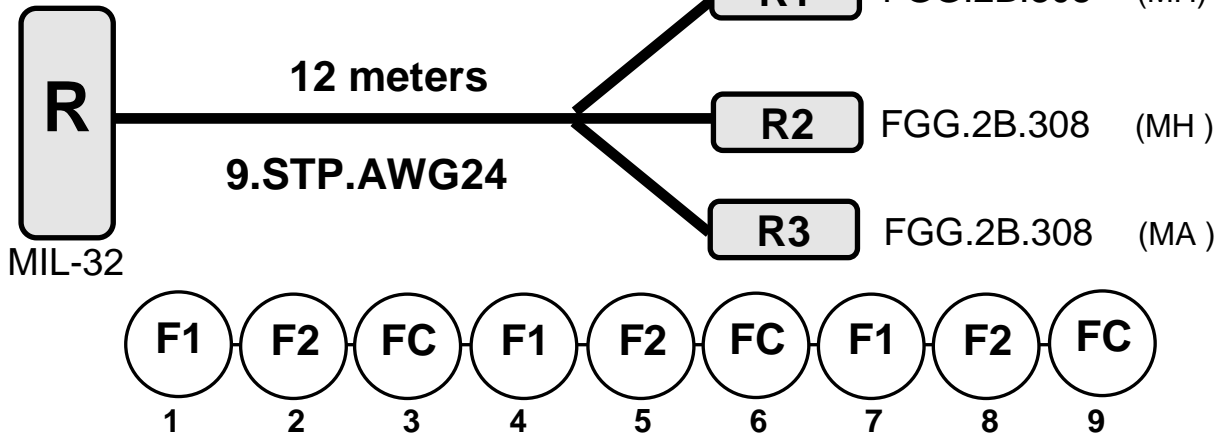 R
12 meters
9.STP.AWG24
MIL-32
R2 FGG.2B.308 (MH )
R3 FGG.2B.308 (MA )
F1 F2 FC F1 F2 FC F1 F2 FC
1 2 3 4 5 6 7 8 9